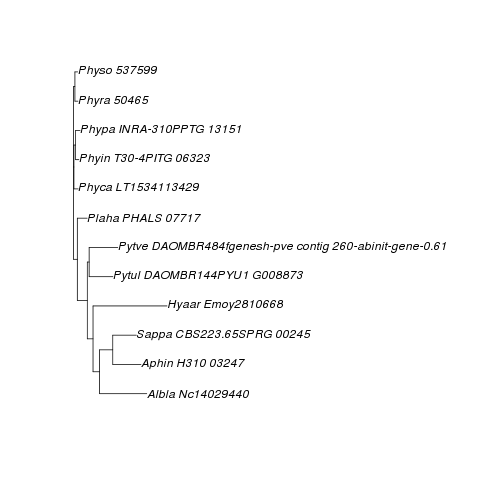 Physo 537599
Phyra 50465
Phypa INRA-310PPTG 13151
Phyin T30-4PITG 06323
Phyca LT1534113429
Plaha PHALS 07717
Pytve DAOMBR484fgenesh-pve contig 260-abinit-gene-0.61
Pytul DAOMBR144PYU1 G008873
Hyaar Emoy2810668
Sappa CBS223.65SPRG 00245
Aphin H310 03247
Albla Nc14029440